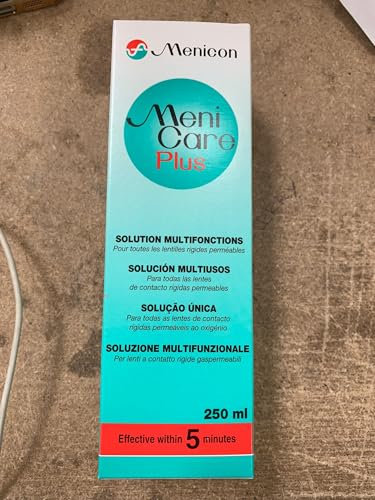 Menicon
Meni
Care
Plus
SOLUTION MULTIFONCTIONS
Pour toutes les lentilles rigides perméables
SOLUCIÓN MULTIUSOS
Para todas las lentes
de contacto rígidas permeables
SOLUÇÃO ÚNICA
Para todas as lentes de contacto
rígidas permeáveis ao oxigénio
SOLUZIONE MULTIFUNZIONALE
Per lenti a contatto rigide gaspermeabili
250 ml
Effective within 5 minutes